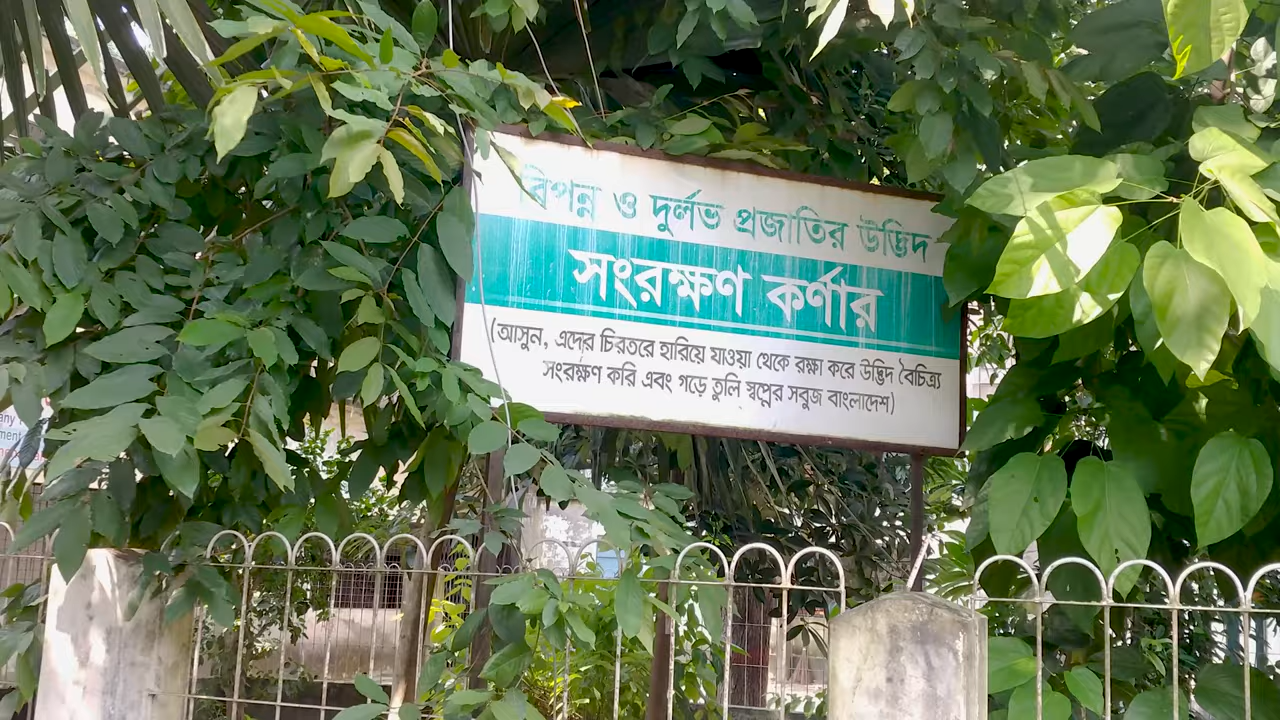 বিপন্ন ও দুর্লভ প্রজাতির উদ্ভিদ
সংরক্ষণ কর্ণার
(আসুন, এদের চিরতরে হারিয়ে যাওয়া থেকে রক্ষা করে উদ্ভিদ বৈচিত্র্য
সংরর্ক্ষণ করি এবং গড়ে তুলি স্বপ্নের সবুজ বাংলাদেশ)